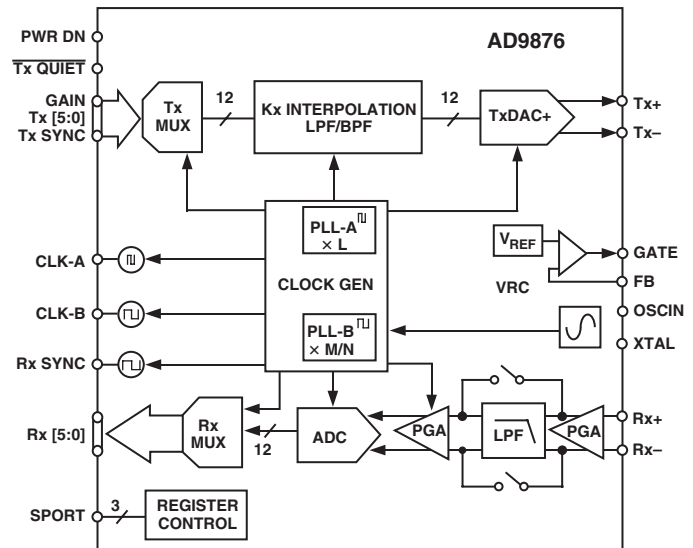 PWR DN
AD9876
Tx QUIET
GAIN
Tx [5:0]
Tx SYNC
Tx
MUX
12
Kx INTERPOLATION
LPF/BPF
12
TxDAC+
Tx+
Tx–
PLL-A
× L
CLK-A
CLOCK GEN
VREF
GATE
FB
VRC
CLK-B
OSCIN
PLL-B
× M/N
XTAL
Rx SYNC
Rx [5:0]
Rx
MUX
12
ADC
PGA
LPF
PGA
Rx+
Rx–
SPORT
3
REGISTER
CONTROL